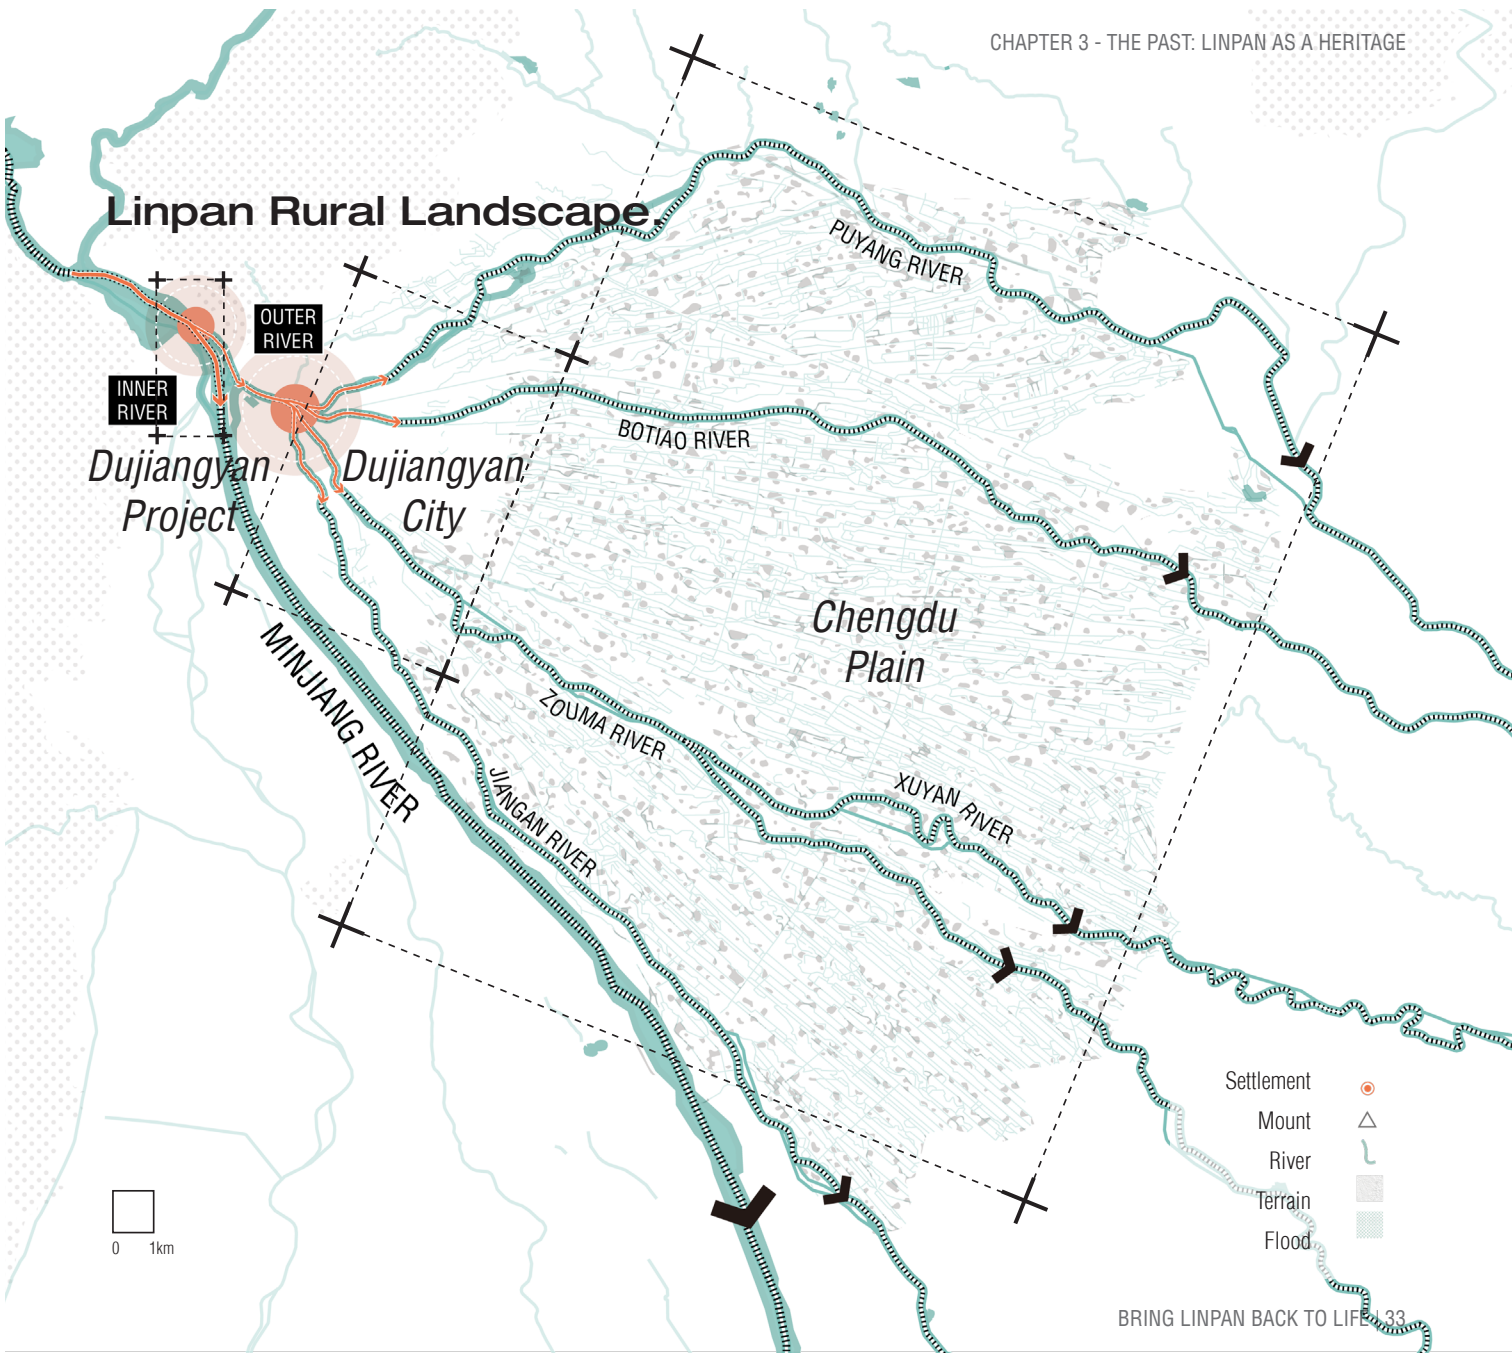 CHAPTER 3 - THE PAST: LINPAN AS A HERITAGE
Linpan Rural Landscape.
PUYANG RIVER
OUTER
RIVER
INNER
RIVER
BOTIAO RIVER
Dujiangyan
Project
Dujiangyan
City
Chengdu
Plain
MINJIANG RIVER
ZOUMA RIVER
JIANGAN RIVER
XUYAN RIVER
Settlement
Mount
River
Terrain
Flood
0 1km
BRING LINPAN BACK TO LIFE | 33